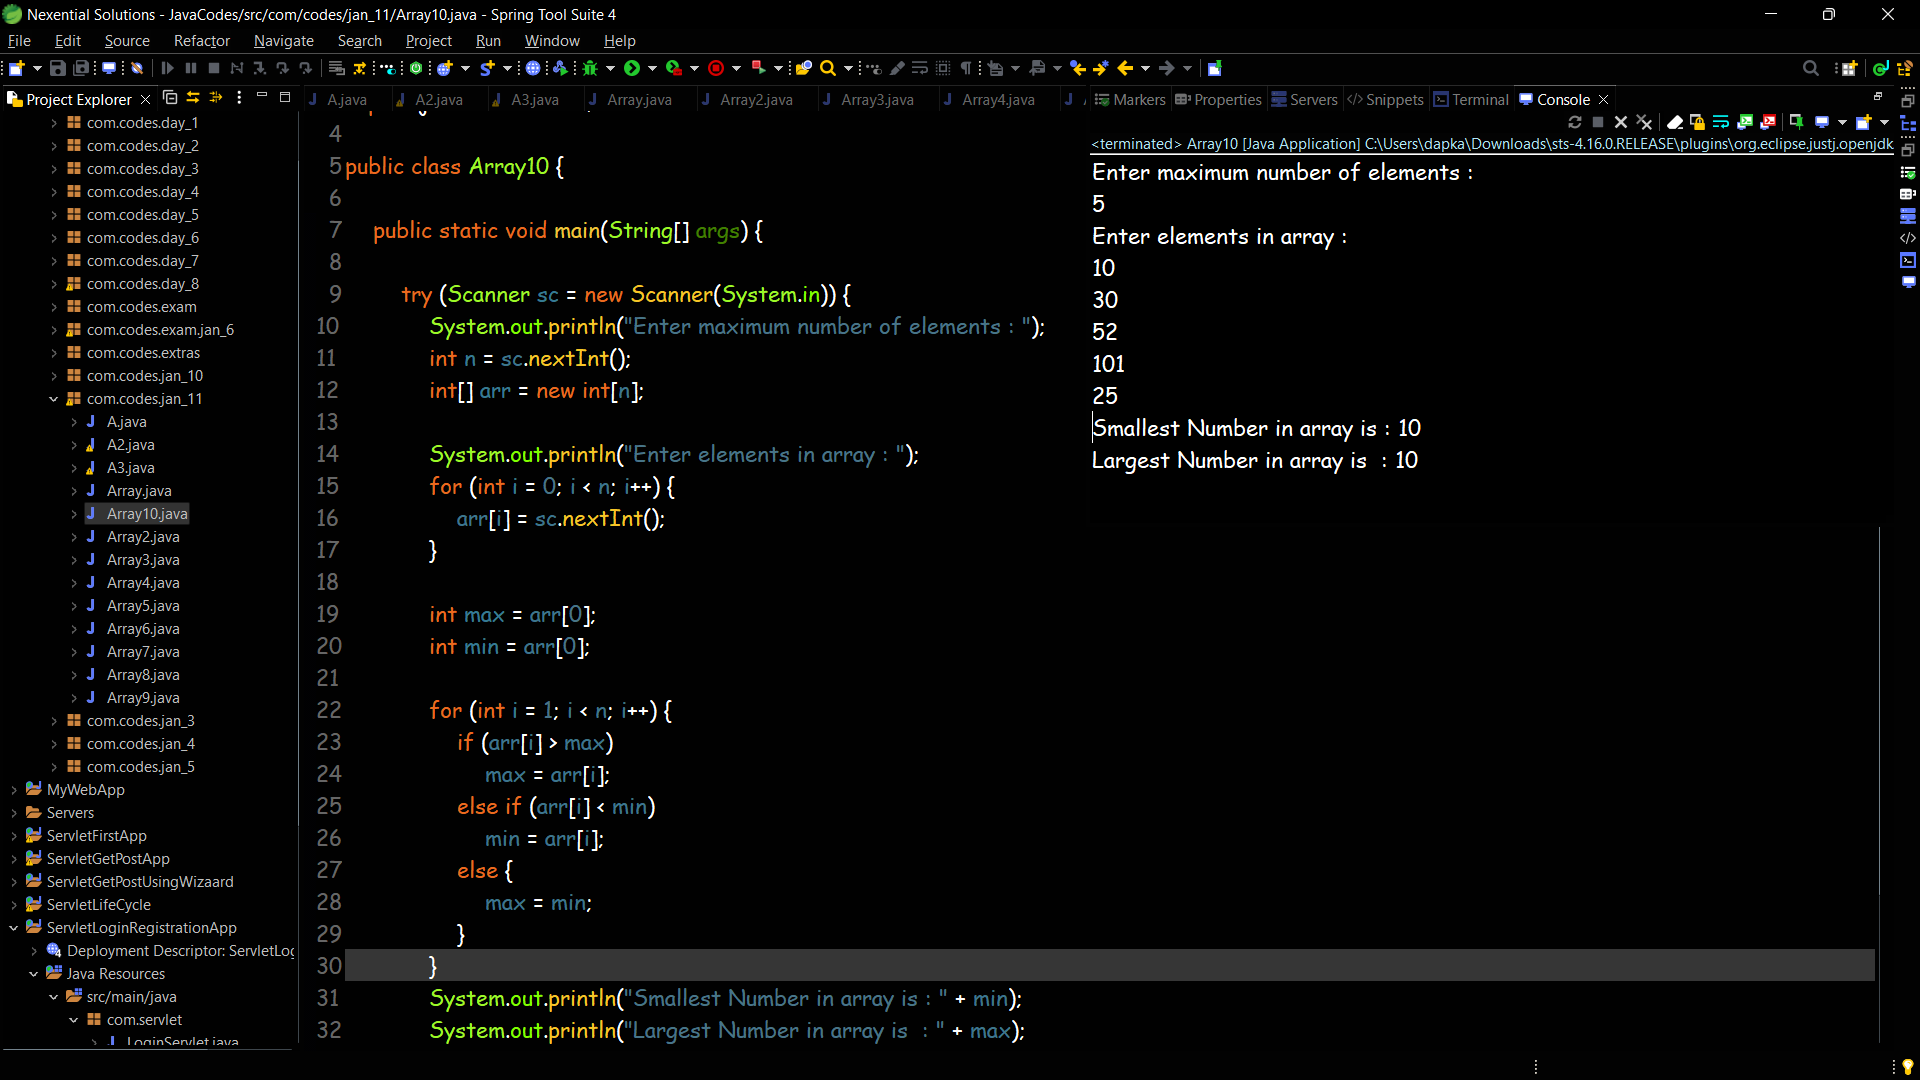 Nexential Solutions - JavaCodes/src/com/codes/jan_11/Array10.java - Spring Tool Suite 4
File Edit Source Refactor Navigate Search Project Run Window Help
Project Explorer
com.codes.day_1
com.codes.day_2
com.codes.day_3
com.codes.day_4
com.codes.day_5
com.codes.day_6
com.codes.day_7
com.codes.day_8
com.codes.exam
com.codes.exam.jan_6
com.codes.extras
com.codes.jan_10
com.codes.jan_11
A.java
A2.java
A3.java
Array.java
Array10.java
Array2.java
Array3.java
Array4.java
Array5.java
Array6.java
Array7.java
Array8.java
Array9.java
com.codes.jan_3
com.codes.jan_4
com.codes.jan_5
MyWebApp
Servers
ServletFirstApp
ServletGetPostApp
ServletGetPostUsingWizaard
ServletLifeCycle
ServletLoginRegistrationApp
Deployment Descriptor: ServletLog
Java Resources
src/main/java
com.servlet
LoginServlet.java
A.java A2.java A3.java Array.java Array2.java Array3.java Array4.java
4
5 public class Array10 {
6
7 public static void main(String[] args) {
8
9 try (Scanner sc = new Scanner(System.in)) {
10 System.out.println("Enter maximum number of elements : ");
11 int n = sc.nextInt();
12 int[] arr = new int[n];
13
14 System.out.println("Enter elements in array : ");
15 for (int i = 0; i < n; i++) {
16 arr[i] = sc.nextInt();
17 }
18
19 int max = arr[0];
20 int min = arr[0];
21
22 for (int i = 1; i < n; i++) {
23 if (arr[i] > max)
24 max = arr[i];
25 else if (arr[i] < min)
26 min = arr[i];
27 else {
28 max = min;
29 }
30 }
31 System.out.println("Smallest Number in array is : " + min);
32 System.out.println("Largest Number in array is  : " + max);
Markers Properties Servers Snippets Terminal Console
<terminated> Array10 [Java Application] C:\Users\dapka\Downloads\sts-4.16.0.RELEASE\plugins\org.eclipse.justj.openjdk
Enter maximum number of elements :
5
Enter elements in array :
10
30
52
101
25
Smallest Number in array is : 10
Largest Number in array is  : 10